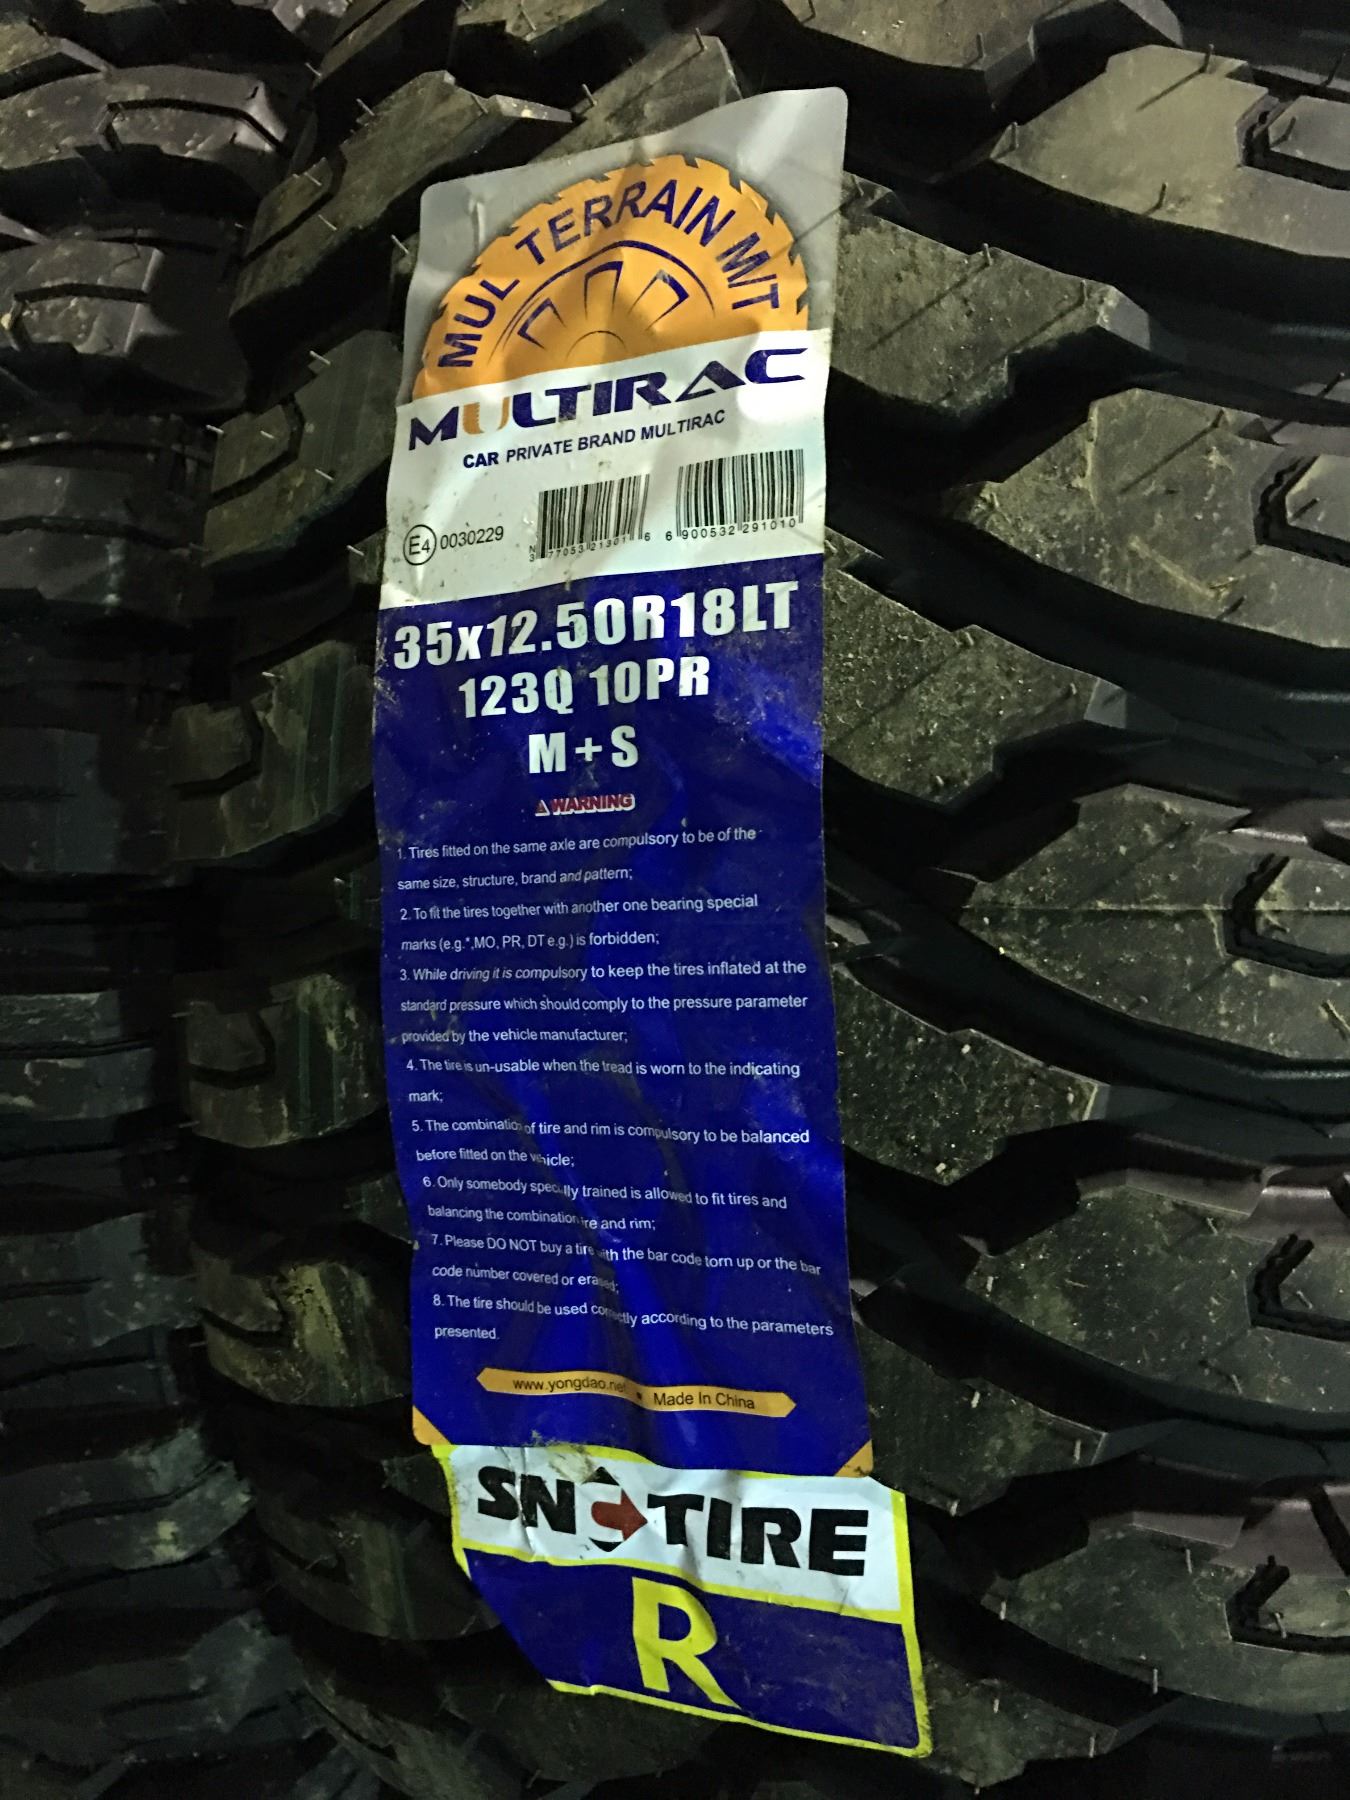 MUL TERRAIN M/T
MULTIRAC
CAR PRIVATE BRAND MULTIRAC
E4 0030229
6 900532 291010
35x12.50R18LT
123Q 10PR
M+S
WARNING
1. Tires fitted on the same axle are compulsory to be of the
same size, structure, brand and pattern;
2. To fit the tires together with another one bearing special
marks (e.g.*,MO, PR, DT e.g.) is forbidden;
3. While driving it is compulsory to keep the tires inflated at the
standard pressure which should comply to the pressure parameter
provided by the vehicle manufacturer;
4. The tire is un-usable when the tread is worn to the indicating
mark;
5. The combinatio of tire and rim is compulsory to be balanced
before fitted on the vehicle;
6. Only somebody specially trained is allowed to fit tires and
balancing the combination re and rim;
7. Please DO NOT buy a tire with the bar code torn up or the bar
code number covered or erased;
8. The tire should be used correctly according to the parameters
presented.
www.yongdao.net • Made In China
SNCTIRE
R